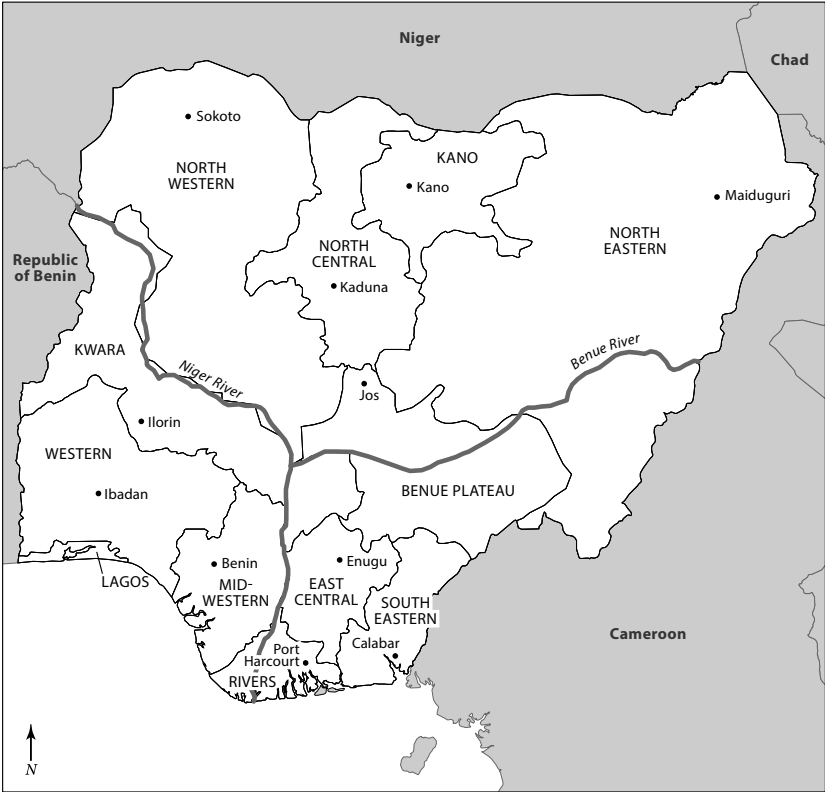 Niger
Chad
Sokoto
KANO
NORTH
WESTERN
Kano
Maiduguri
NORTH
EASTERN
NORTH
CENTRAL
Republic
of Benin
Kaduna
KWARA
Niger River
Benue River
Jos
Ilorin
WESTERN
Ibadan
BENUE PLATEAU
Benin
Enugu
LAGOS
MID-
WESTERN
EAST
CENTRAL
SOUTH
EASTERN
Cameroon
Calabar
Port
Harcourt
RIVERS
N